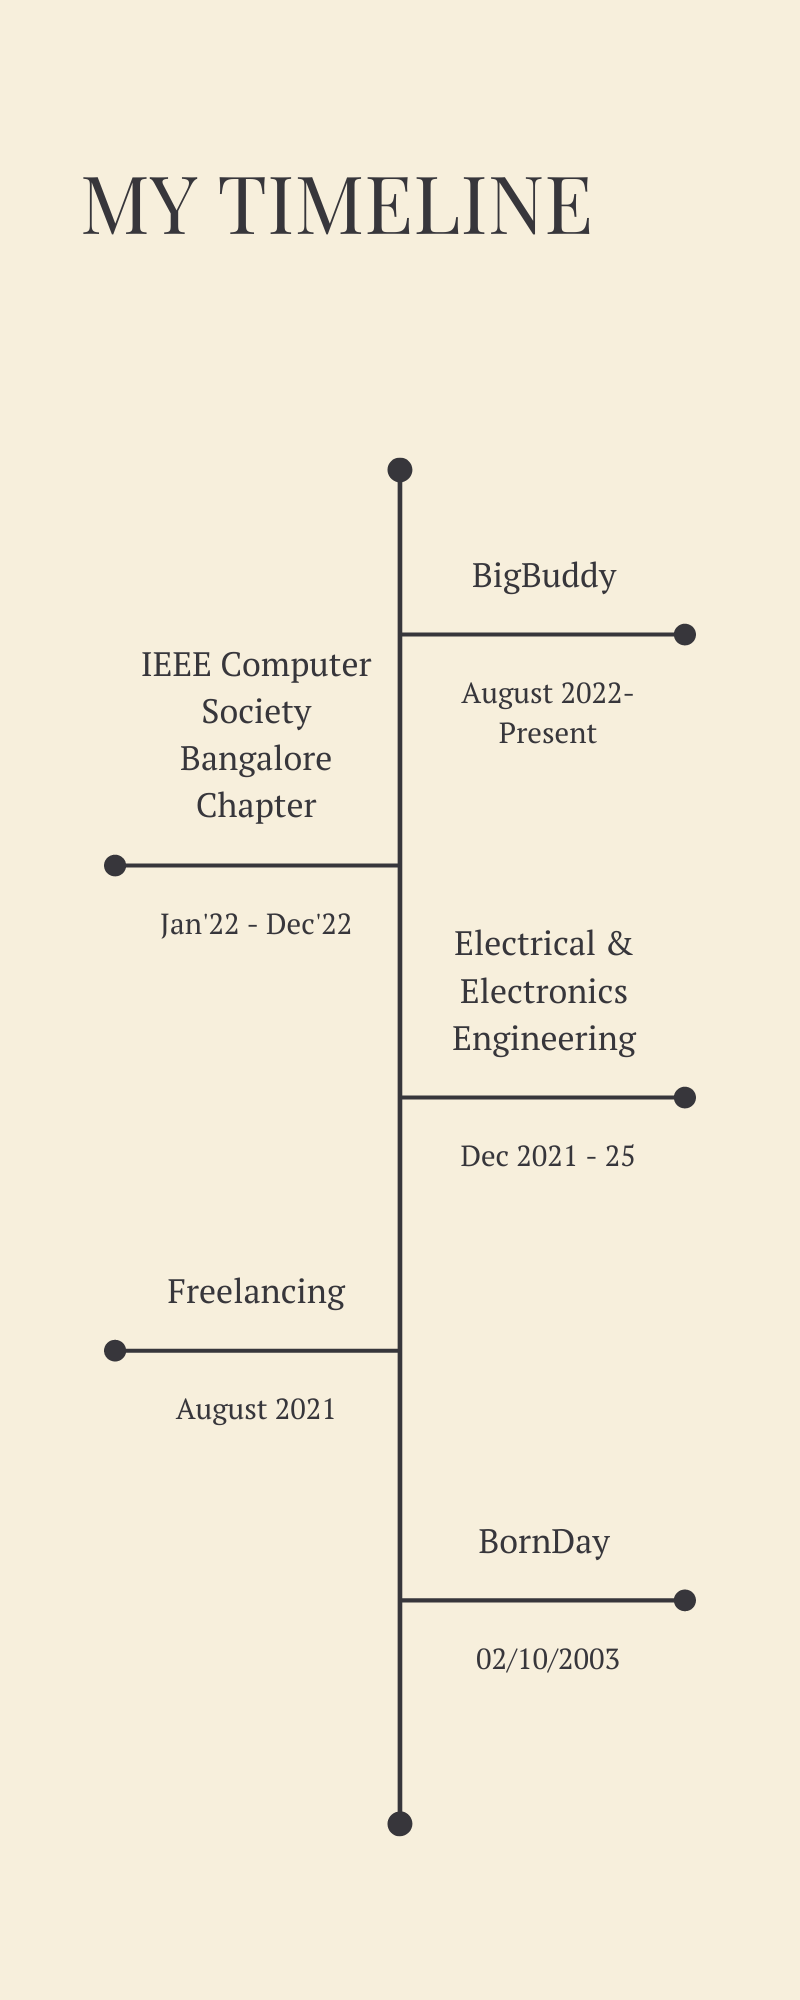 MY TIMELINE
BigBuddy
August 2022-
Present
IEEE Computer
Society
Bangalore
Chapter
Jan'22 - Dec'22
Electrical &
Electronics
Engineering
Dec 2021 - 25
Freelancing
August 2021
BornDay
02/10/2003